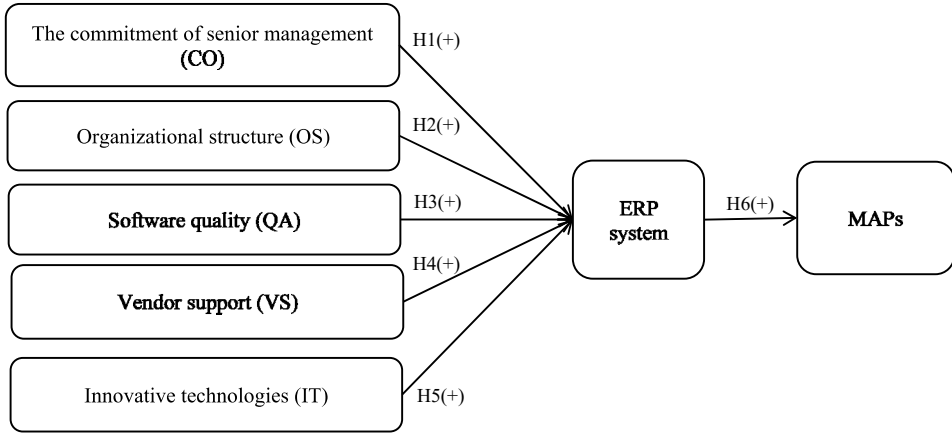 The commitment of senior management
(CO)
H1(+)
Organizational structure (OS)
H2(+)
Software quality (QA)
H3(+)
Vendor support (VS)
H4(+)
Innovative technologies (IT)
H5(+)
ERP
system
H6(+)
MAPs